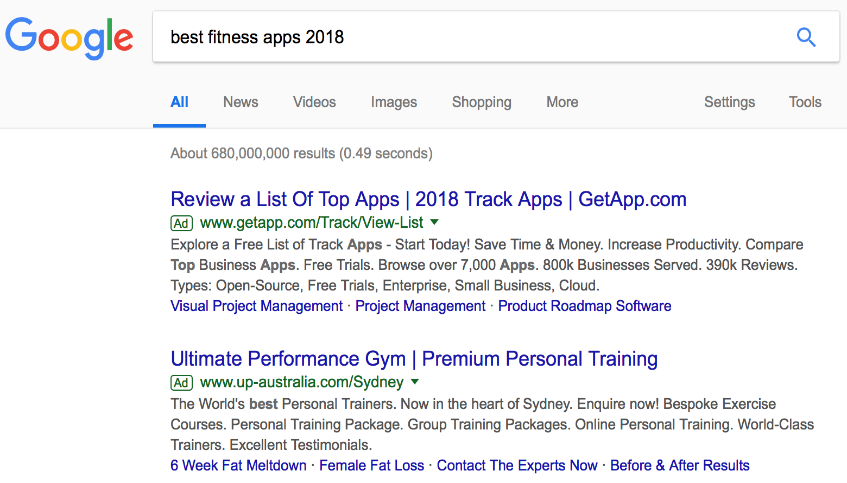 Google
best fitness apps 2018
All News Videos Images Shopping More Settings Tools
About 680,000,000 results (0.49 seconds)
Review a List Of Top Apps | 2018 Track Apps | GetApp.com
Ad www.getapp.com/Track/View-List
Explore a Free List of Track Apps - Start Today! Save Time & Money. Increase Productivity. Compare
Top Business Apps. Free Trials. Browse over 7,000 Apps. 800k Businesses Served. 390k Reviews.
Types: Open-Source, Free Trials, Enterprise, Small Business, Cloud.
Visual Project Management · Project Management · Product Roadmap Software
Ultimate Performance Gym | Premium Personal Training
Ad www.up-australia.com/Sydney
The World's best Personal Trainers. Now in the heart of Sydney. Enquire now! Bespoke Exercise
Courses. Personal Training Package. Group Training Packages. Online Personal Training. World-Class
Trainers. Excellent Testimonials.
6 Week Fat Meltdown · Female Fat Loss · Contact The Experts Now · Before & After Results